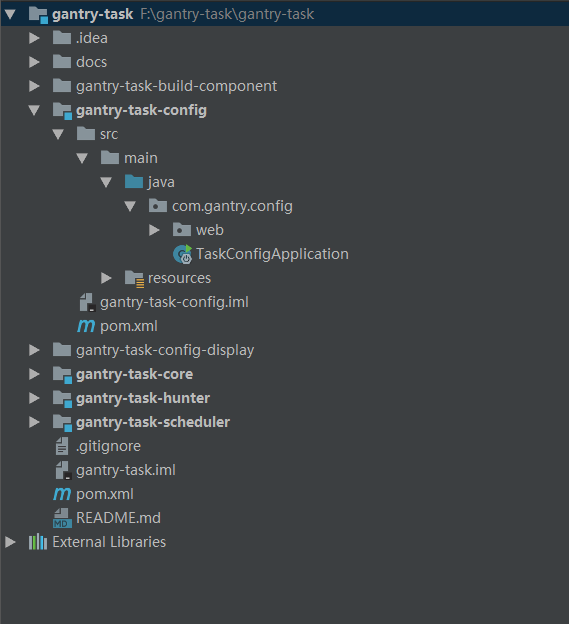 gantry-task F:\gantry-task\gantry-task
.idea
docs
gantry-task-build-component
gantry-task-config
src
main
java
com.gantry.config
web
TaskConfigApplication
resources
gantry-task-config.iml
m pom.xml
gantry-task-config-display
gantry-task-core
gantry-task-hunter
gantry-task-scheduler
.gitignore
gantry-task.iml
m pom.xml
MD README.md
External Libraries